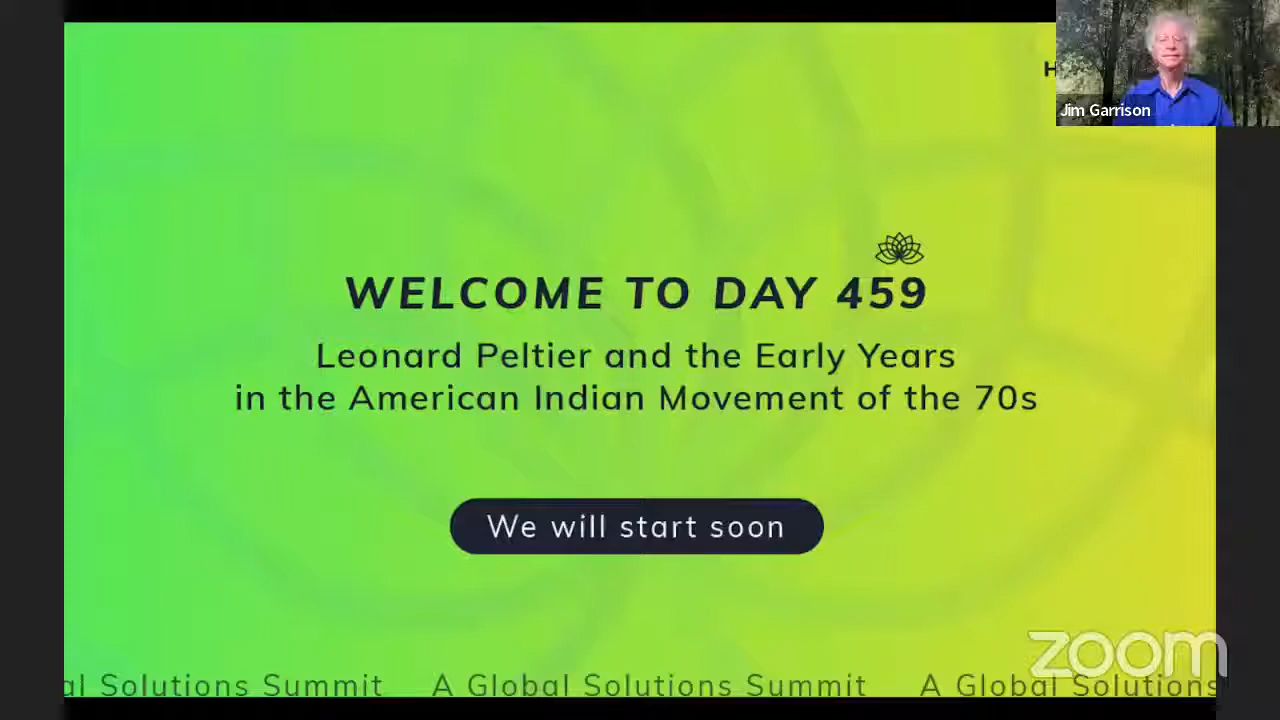 Jim Garrison
WELCOME TO DAY 459
Leonard Peltier and the Early Years
in the American Indian Movement of the 70s
We will start soon
al Solutions Summit A Global Solutions Summit A Global Solutions
zoom